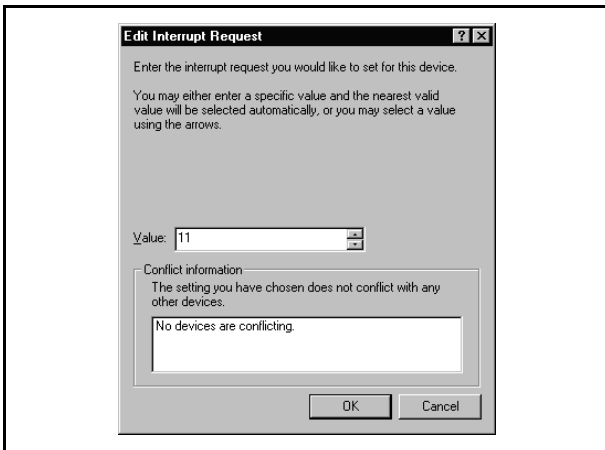 Edit Interrupt Request
Enter the interrupt request you would like to set for this device.
You may either enter a specific value and the nearest valid
value will be selected automatically, or you may select a value
using the arrows.
Value: 11
Conflict information
The setting you have chosen does not conflict with any
other devices.
No devices are conflicting.
OK Cancel